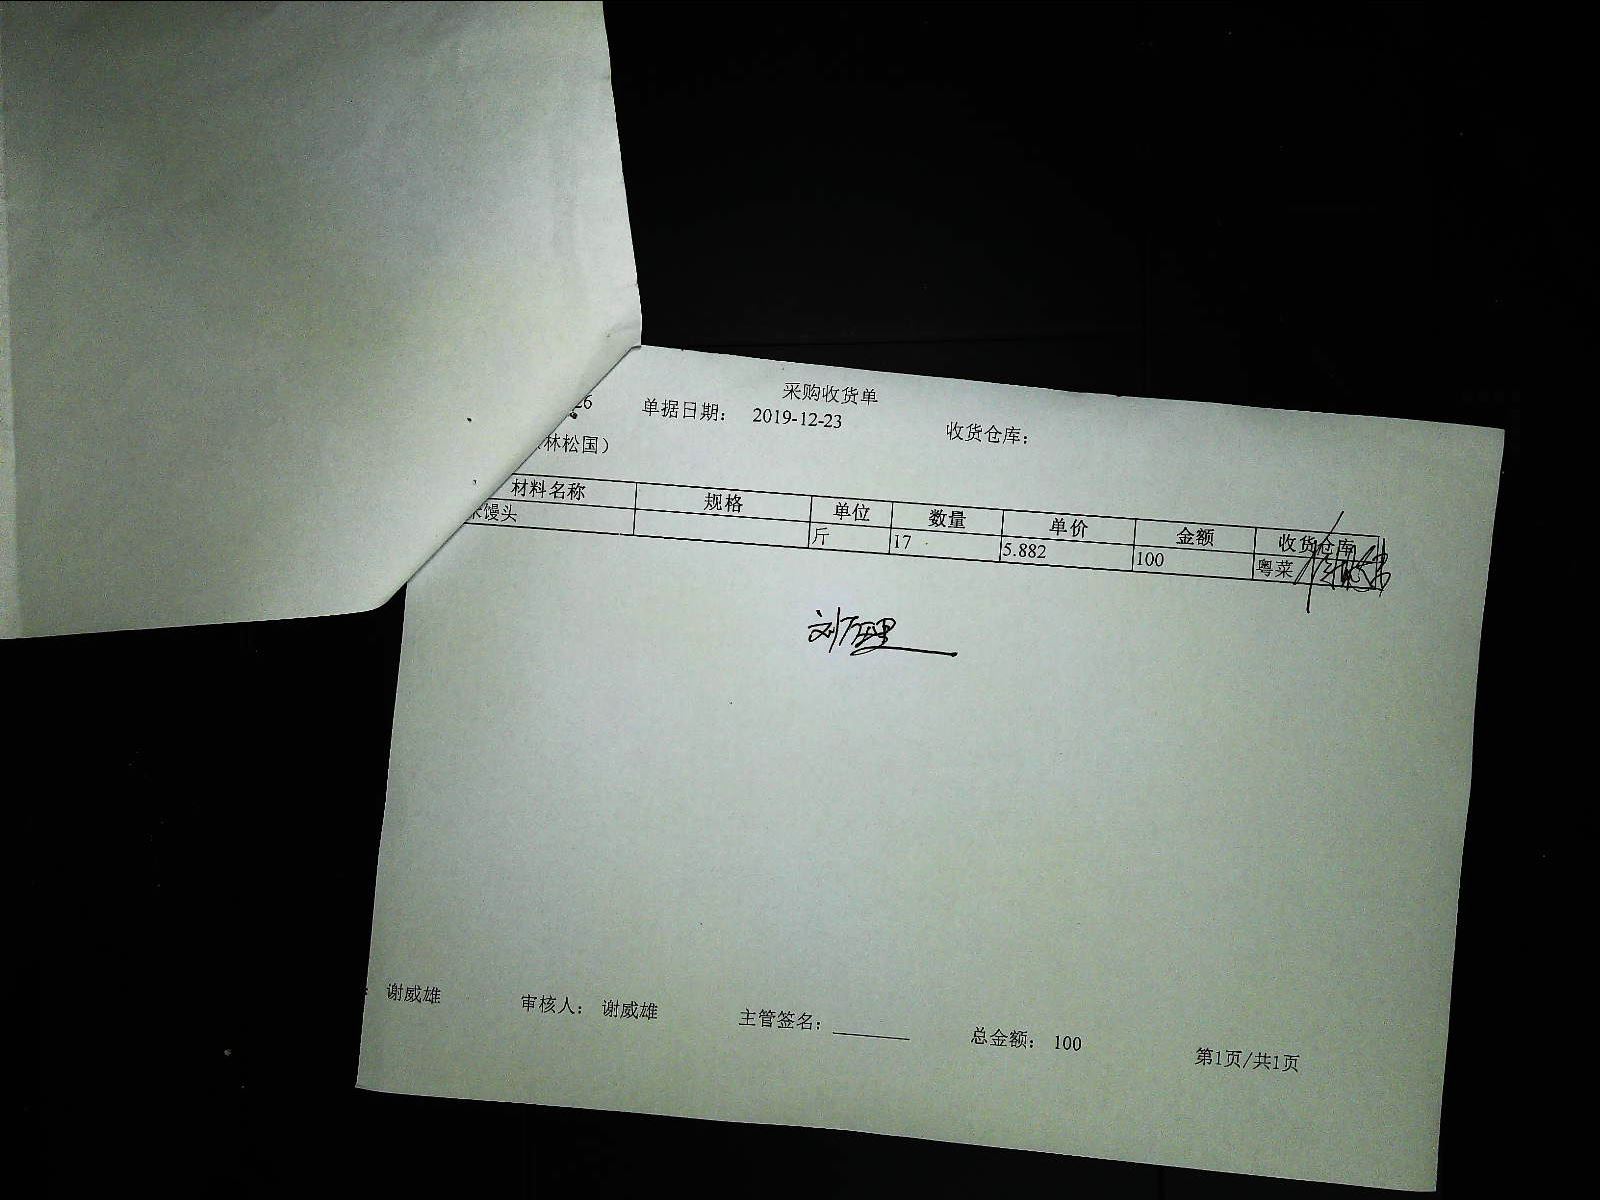 采购收货单
26 单据日期： 2019-12-23 收货仓库：
林松国）
材料名称 规格 单位 数量 单价 金额 收货仓库
馒头 斤 17 5.882 100 粤菜
谢威雄 审核人： 谢威雄 主管签名： 总金额： 100
第1页/共1页